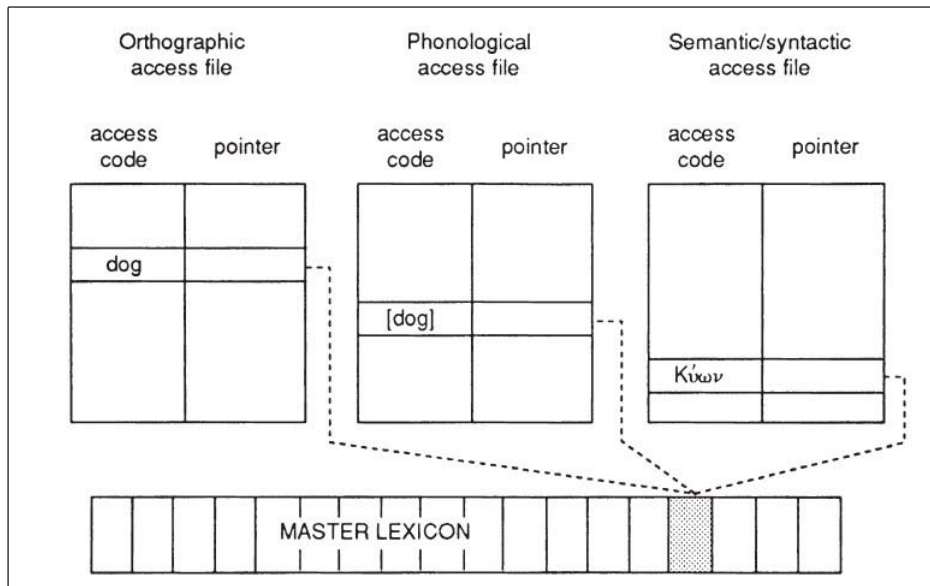 Orthographic
access file
Phonological
access file
Semantic/syntactic
access file
access
code
pointer
access
code
pointer
access
code
pointer
dog
[dog]
Κύων
MASTER LEXICON